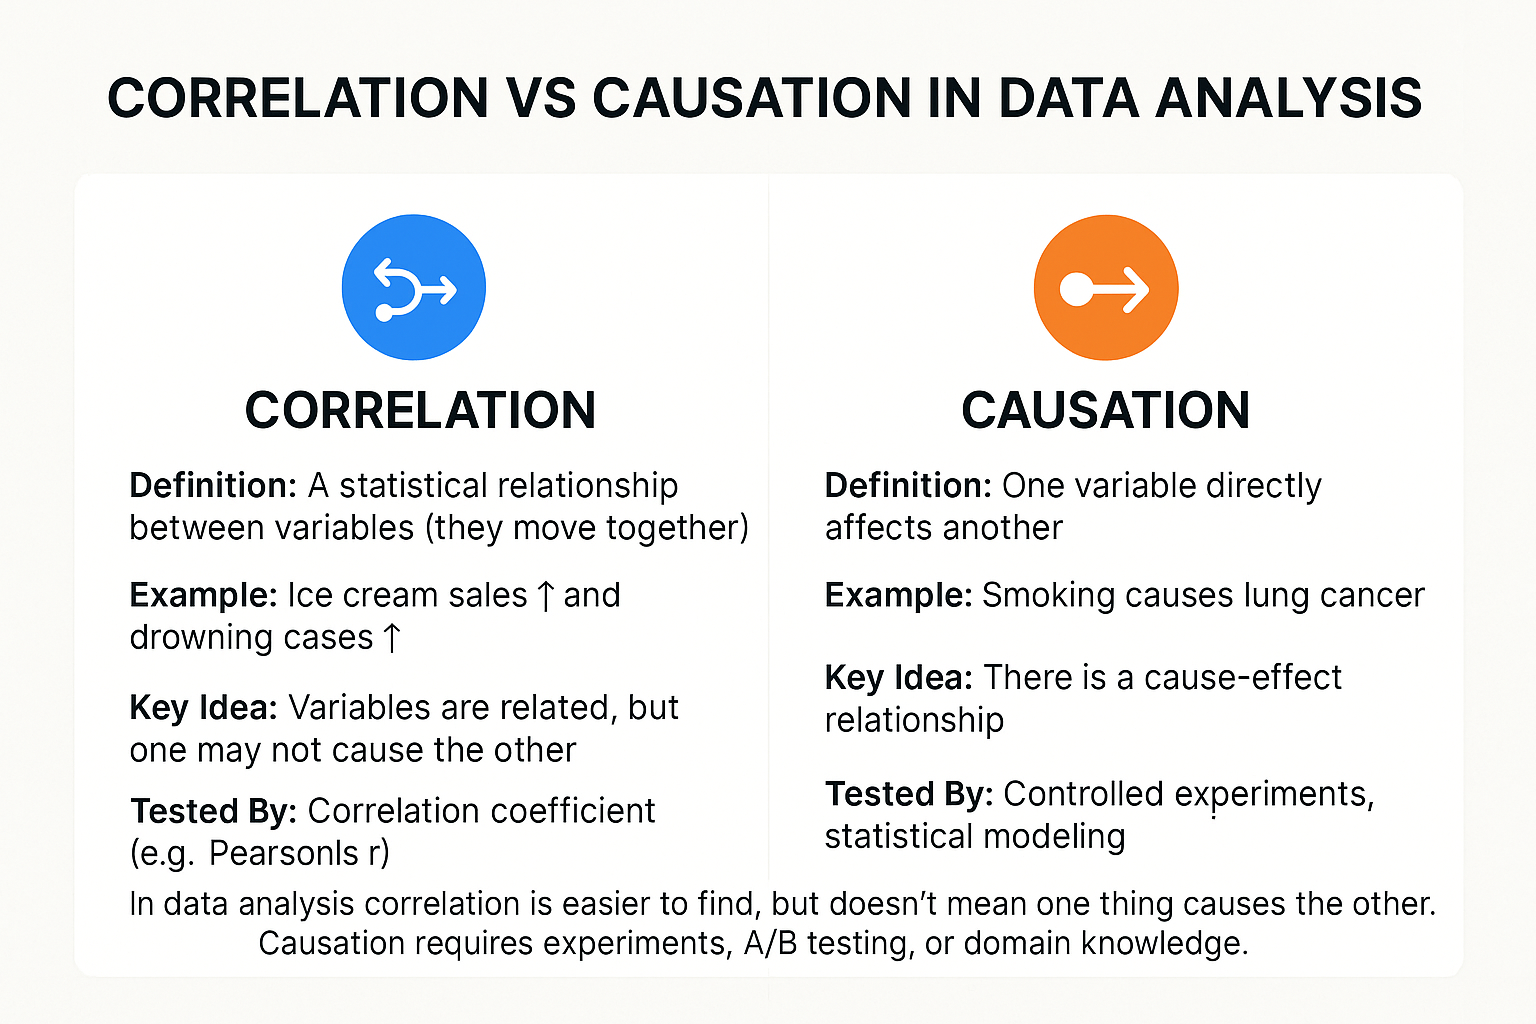 CORRELATION VS CAUSATION IN DATA ANALYSIS
CORRELATION
Definition: A statistical relationship
between variables (they move together)
Example: Ice cream sales ↑ and
drowning cases ↑
Key Idea: Variables are related, but
one may not cause the other
Tested By: Correlation coefficient
(e.g. Pearsonls r)
CAUSATION
Definition: One variable directly
affects another
Example: Smoking causes lung cancer
Key Idea: There is a cause-effect
relationship
Tested By: Controlled experiments,
statistical modeling
In data analysis correlation is easier to find, but doesn’t mean one thing causes the other.
Causation requires experiments, A/B testing, or domain knowledge.